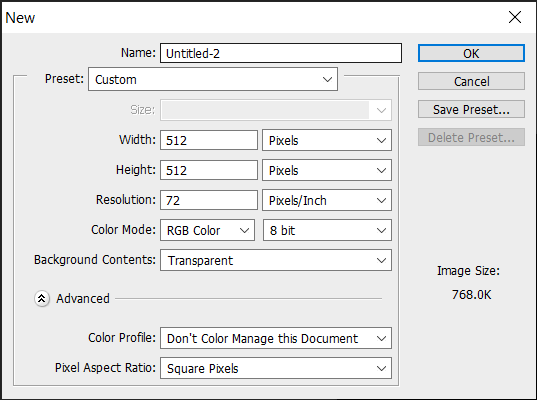 New
Name: Untitled-2
OK
Preset: Custom
Cancel
Size:
Save Preset...
Width: 512 Pixels
Delete Preset...
Height: 512 Pixels
Resolution: 72 Pixels/Inch
Color Mode: RGB Color 8 bit
Background Contents: Transparent
Image Size:
768.0K
Advanced
Color Profile: Don't Color Manage this Document
Pixel Aspect Ratio: Square Pixels